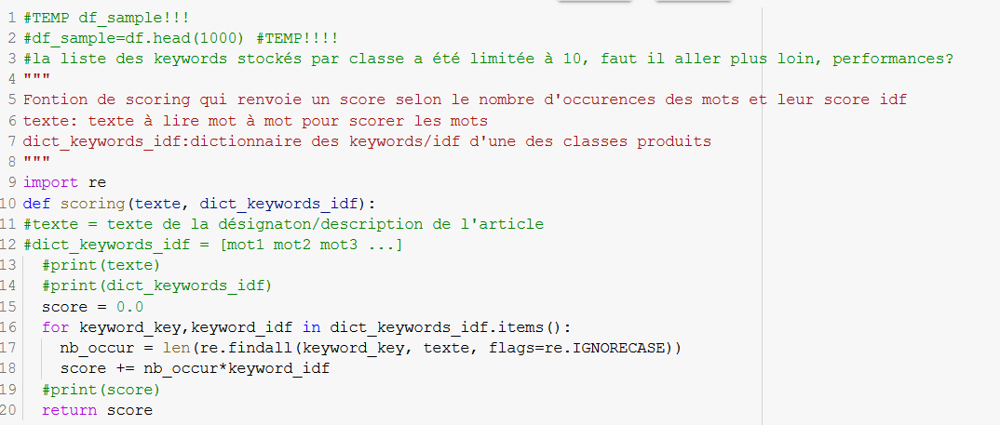 1 #TEMP df_sample!!!
2 #df_sample=df.head(1000) #TEMP!!!!
3 #la liste des keywords stockés par classe a été limitée à 10, faut il aller plus loin, performances?
4 """
5 Fontion de scoring qui renvoie un score selon le nombre d'occurences des mots et leur score idf
6 texte: texte à lire mot à mot pour scorer les mots
7 dict_keywords_idf:dictionnaire des keywords/idf d'une des classes produits
8 """
9 import re
10 def scoring(texte, dict_keywords_idf):
11 #texte = texte de la désignaton/description de l'article
12 #dict_keywords_idf = [mot1 mot2 mot3 ...]
13   #print(texte)
14   #print(dict_keywords_idf)
15   score = 0.0
16   for keyword_key,keyword_idf in dict_keywords_idf.items():
17     nb_occur = len(re.findall(keyword_key, texte, flags=re.IGNORECASE))
18     score += nb_occur*keyword_idf
19   #print(score)
20   return score